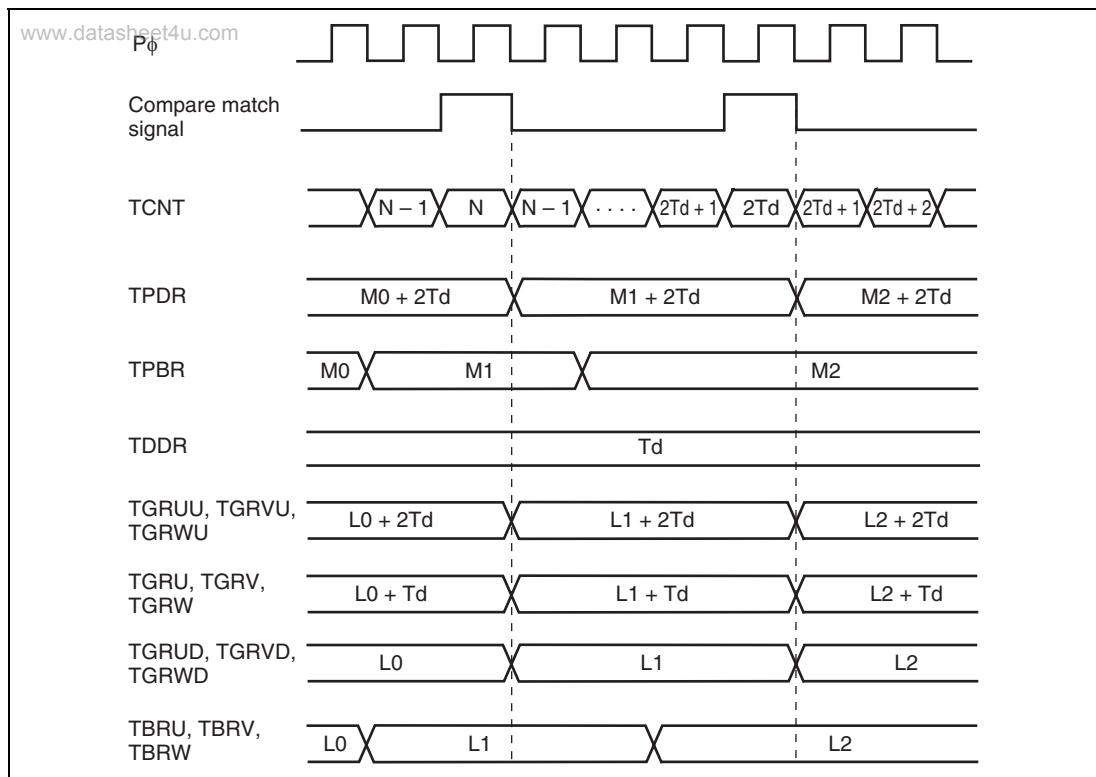 www.datasheet4u.com
Pϕ
Compare match
signal
TCNT N – 1 N N – 1 · · · · 2Td + 1 2Td 2Td + 1 2Td + 2
TPDR M0 + 2Td M1 + 2Td M2 + 2Td
TPBR M0 M1 M2
TDDR Td
TGRUU, TGRVU,
TGRWU L0 + 2Td L1 + 2Td L2 + 2Td
TGRU, TGRV,
TGRW L0 + Td L1 + Td L2 + Td
TGRUD, TGRVD,
TGRWD L0 L1 L2
TBRU, TBRV,
TBRW L0 L1 L2